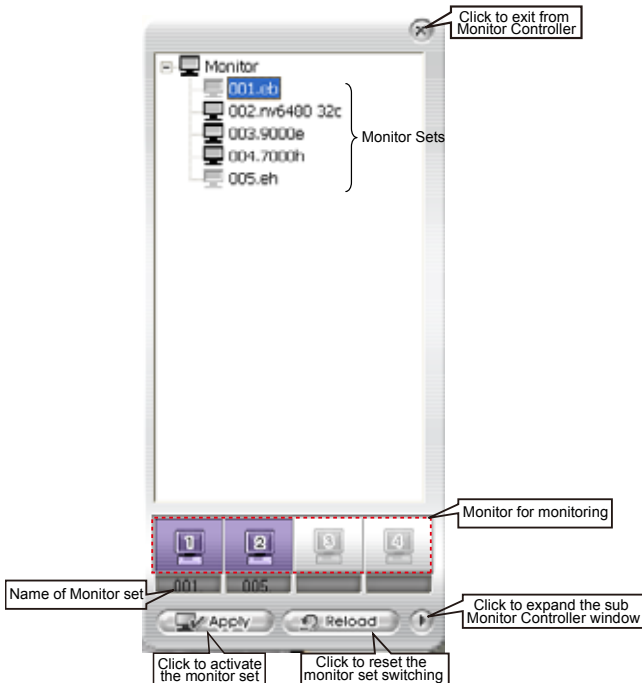 Click to exit from
Monitor Controller
Monitor
001.eb
002.nv6480 32c
003.9000e
004.7000h
005.eh
Monitor Sets
Monitor for monitoring
1
2
3
4
001.
005.
Name of Monitor set
Apply
Reload
Click to expand the sub
Monitor Controller window
Click to activate
the monitor set
Click to reset the
monitor set switching